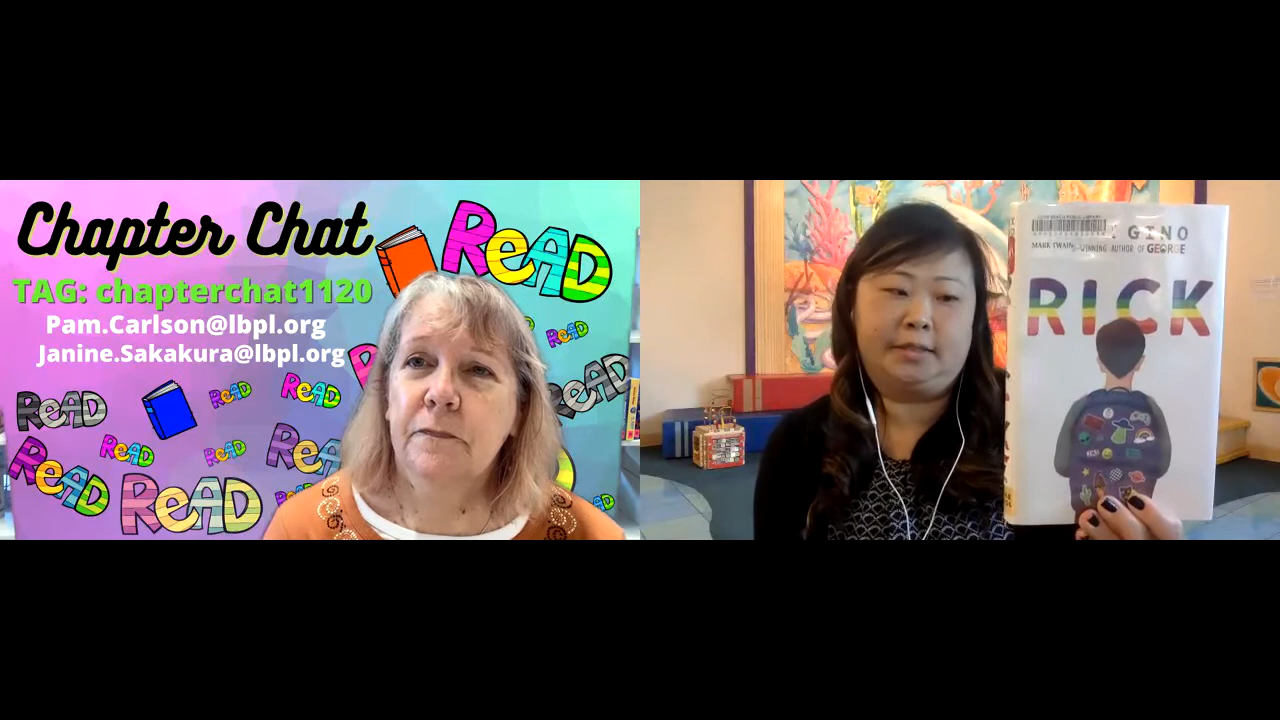 Chapter Chat
TAG: chapterchat1120
Pam.Carlson@lbpl.org
Janine.Sakakura@lbpl.org
READ
READ
READ
READ
READ
READ
READ
READ
READ
READ
GINO
MARK TWAIN WINNING AUTHOR OF GEORGE
RICK